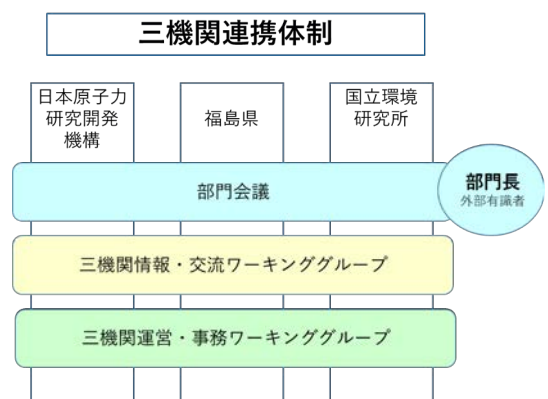 三機関連携体制
日本原子力
研究開発
機構
福島県
国立環境
研究所
部門会議
部門長
外部有識者
三機関情報・交流ワーキンググループ
三機関運営・事務ワーキンググループ